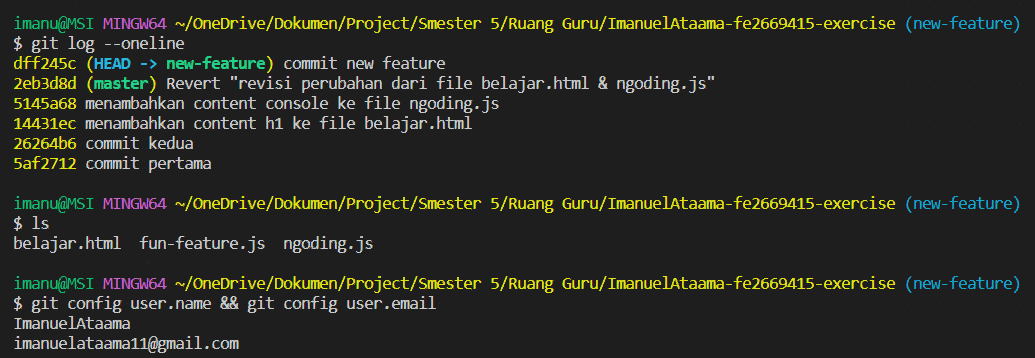 imanu@MSI MINGW64 ~/OneDrive/Dokumen/Project/Smester 5/Ruang Guru/ImanuelAtaama-fe2669415-exercise (new-feature)
$ git log --oneline
dff245c (HEAD -> new-feature) commit new feature
2eb3d8d (master) Revert "revisi perubahan dari file belajar.html & ngoding.js"
5145a68 menambahkan content console ke file ngoding.js
14431ec menambahkan content h1 ke file belajar.html
26264b6 commit kedua
5af2712 commit pertama
imanu@MSI MINGW64 ~/OneDrive/Dokumen/Project/Smester 5/Ruang Guru/ImanuelAtaama-fe2669415-exercise (new-feature)
$ ls
belajar.html  fun-feature.js  ngoding.js
imanu@MSI MINGW64 ~/OneDrive/Dokumen/Project/Smester 5/Ruang Guru/ImanuelAtaama-fe2669415-exercise (new-feature)
$ git config user.name && git config user.email
ImanuelAtaama
imanuelataama11@gmail.com